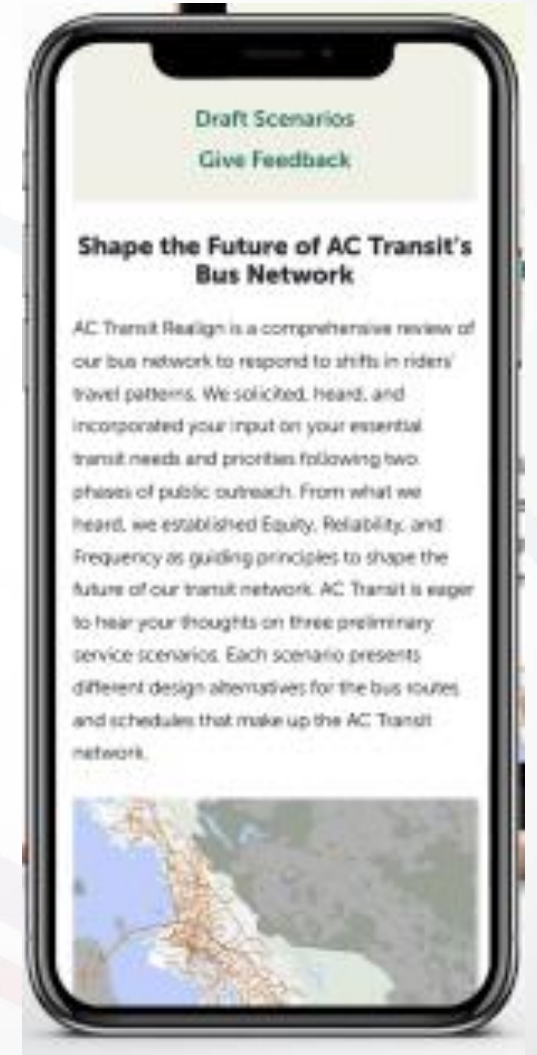 Draft Scenarios
Give Feedback
Shape the Future of AC Transit's
Bus Network
AC Transit Realign is a comprehensive review of
our bus network to respond to shifts in riders'
travel patterns. We solicited, heard, and
incorporated your input on your essential
transit needs and priorities following two
phases of public outreach. From what we
heard, we established Equity, Reliability, and
Frequency as guiding principles to shape the
future of our transit network. AC Transit is eager
to hear your thoughts on three preliminary
service scenarios. Each scenario presents
different design alternatives for the bus routes
and schedules that make up the AC Transit
network.